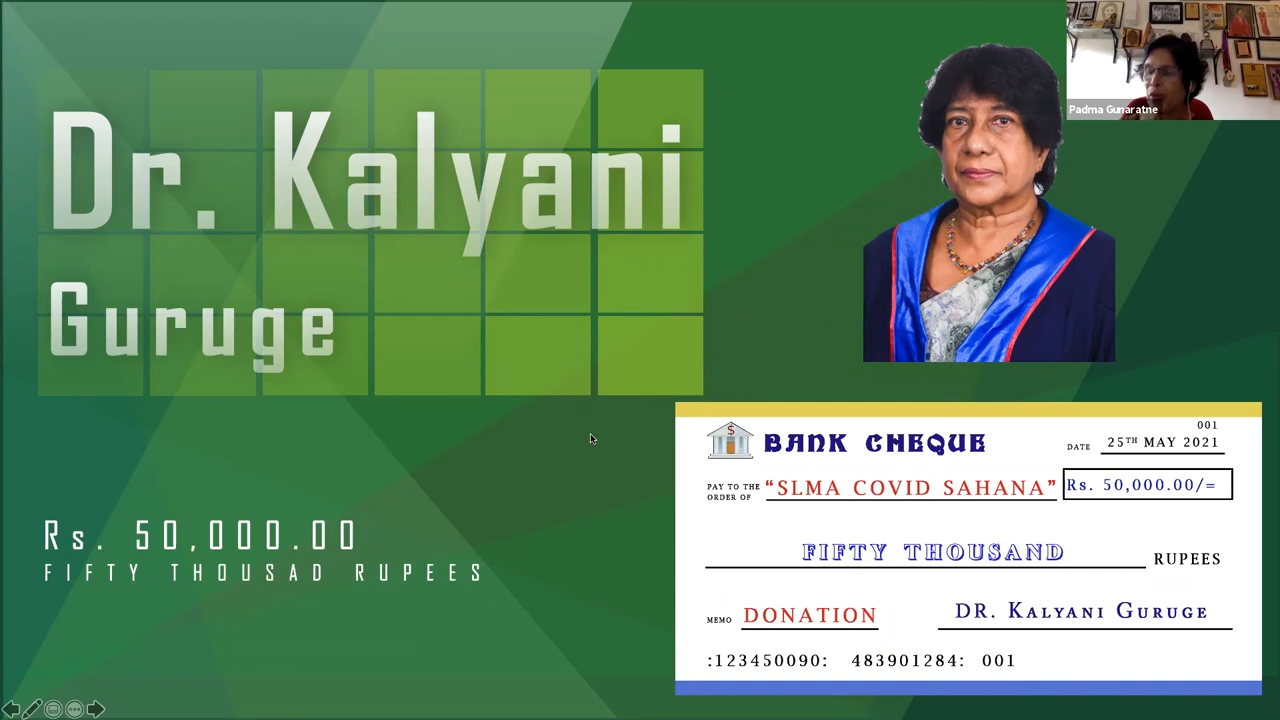 Dr. Kalyani
Guruge
Rs. 50,000.00
FIFTY THOUSAD RUPEES
Padma Gunaratne
BANK CHEQUE
001
DATE 25TH MAY 2021
PAY TO THE ORDER OF "SLMA COVID SAHANA" Rs. 50,000.00/=
FIFTY THOUSAND RUPEES
MEMO DONATION DR. KALYANI GURUGE
:123450090: 483901284: 001